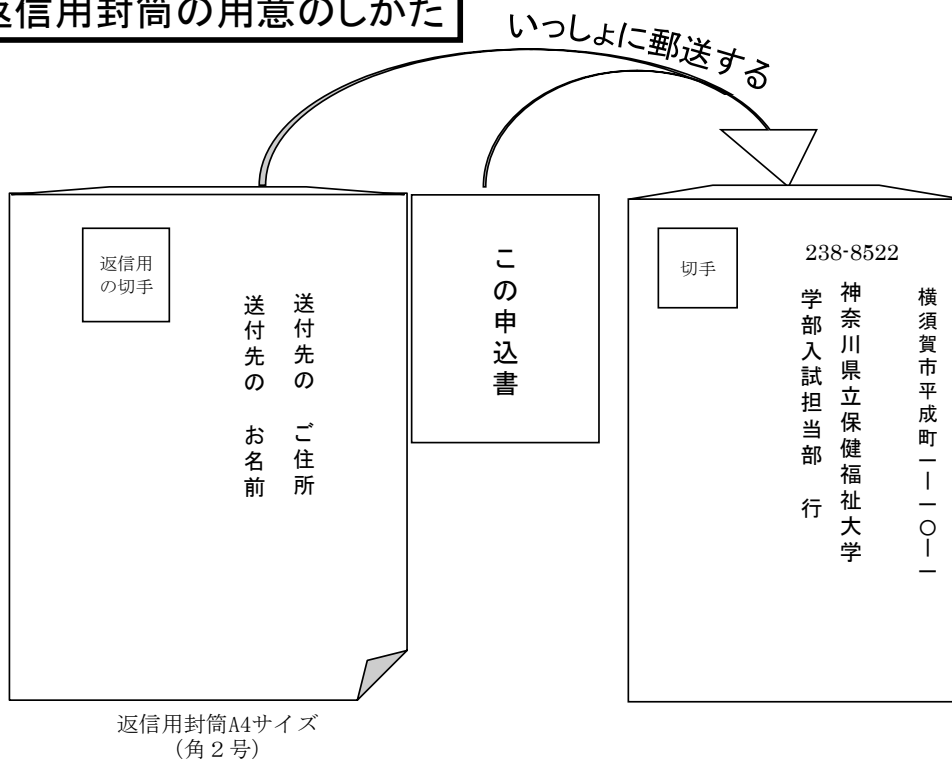 返信用封筒の用意のしかた
いっしょに郵送する
返信用
の切手
送付先の　ご住所
送付先の　お名前
この申込書
切手
238-8522
横須賀市平成町一ー一〇ー一
神奈川県立保健福祉大学
学部入試担当部　行
返信用封筒A4サイズ
（角２号）